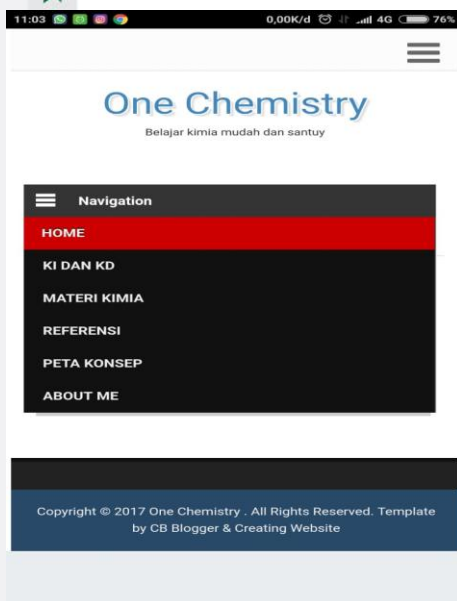 11:03 0,00K/d 4G 76%
One Chemistry
Belajar kimia mudah dan santuy
Navigation
HOME
KI DAN KD
MATERI KIMIA
REFERENSI
PETA KONSEP
ABOUT ME
Copyright © 2017 One Chemistry . All Rights Reserved. Template
by CB Blogger & Creating Website